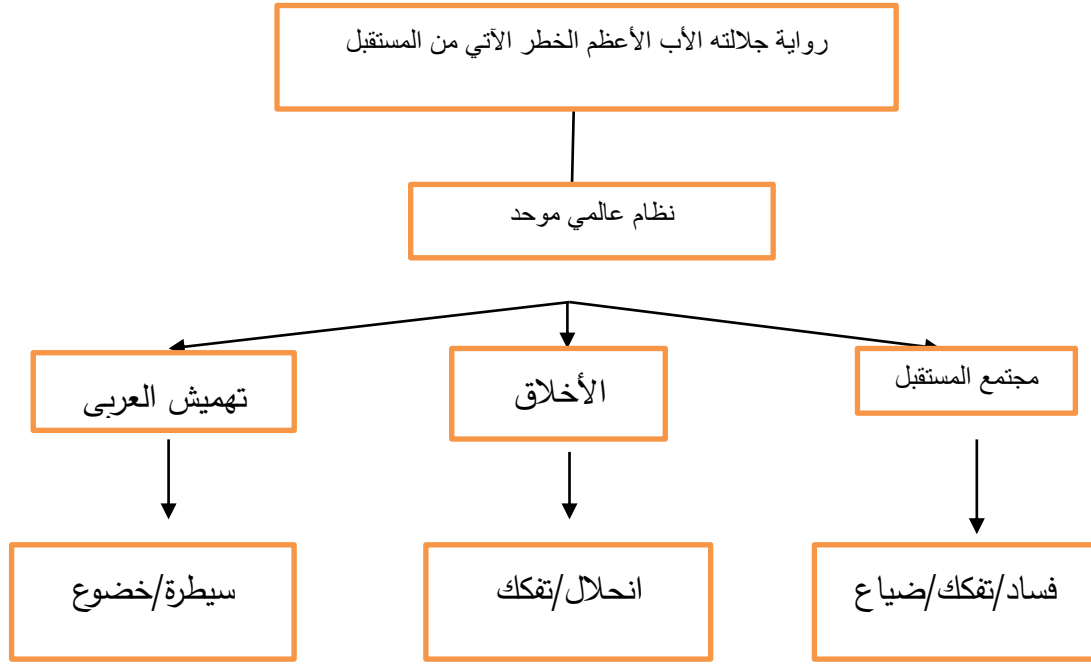 رواية جلالته الأب الأعظم الخطر الآتي من المستقبل
نظام عالمي موحد
مجتمع المستقبل
الأخلاق
تهميش العربي
فساد/تفكك/ضياع
انحلال/تفكك
سيطرة/خضوع